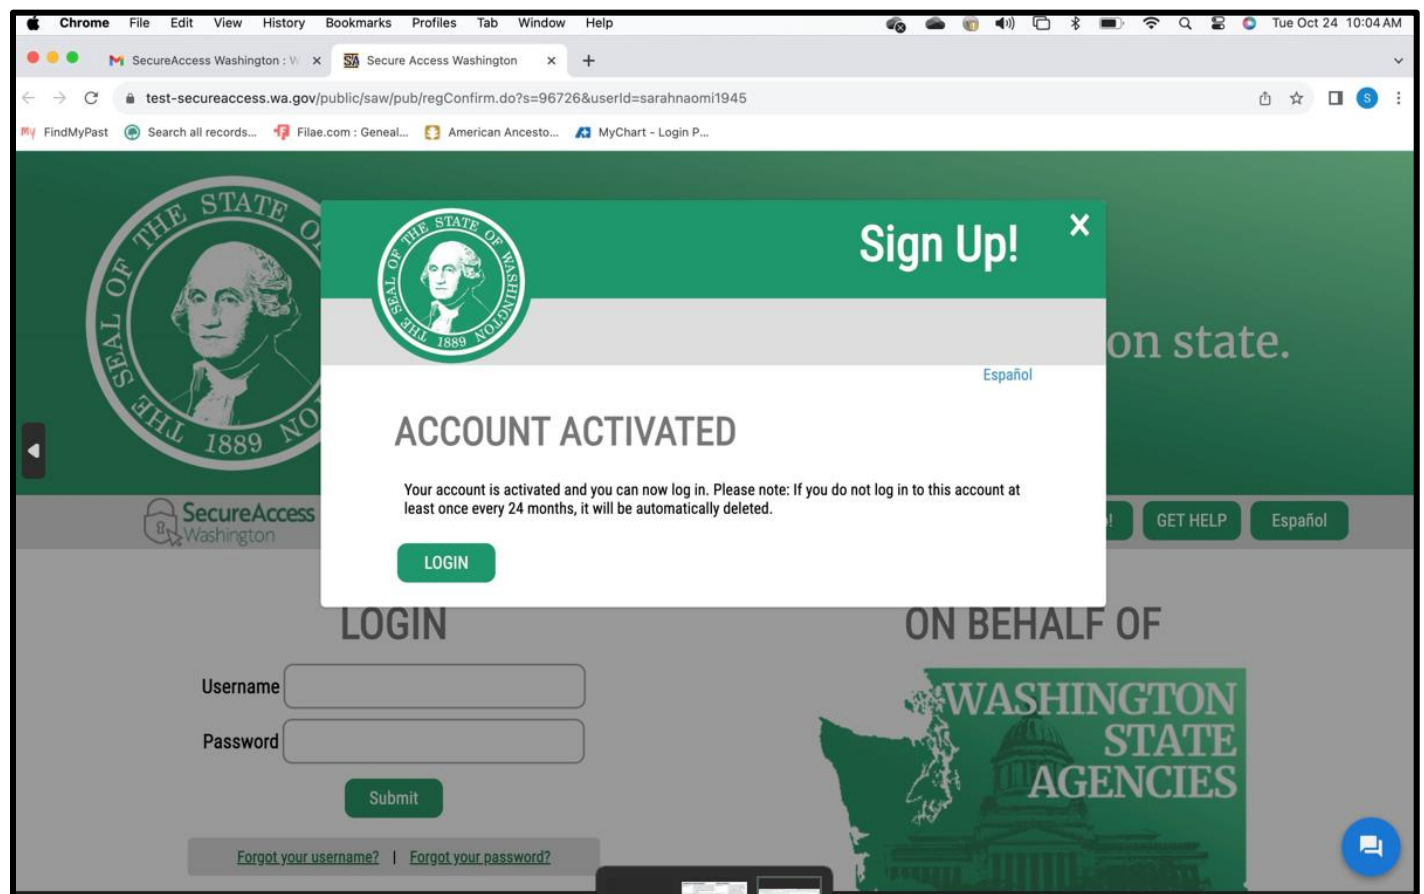 Chrome File Edit View History Bookmarks Profiles Tab Window Help Tue Oct 24 10:04 AM
SecureAccess Washington : W Secure Access Washington
test-secureaccess.wa.gov/public/saw/pub/regConfirm.do?s=96726&userId=sarahnaomi1945 S
My FindMyPast Search all records... Filae.com : Geneal... American Ancesto... MyChart - Login P...
THE SEAL OF THE STATE OF WASHINGTON 1889
Sign Up!
on state.
Español
THE STATE O ON
THE SEAL OF
1889
ACCOUNT ACTIVATED
Your account is activated and you can now log in. Please note: If you do not log in to this account at
least once every 24 months, it will be automatically deleted.
LOGIN
SecureAccess
Washington
! GET HELP Español
LOGIN
ON BEHALF OF
Username
Password
Submit
Forgot your username? | Forgot your password?
WASHINGTON
STATE
AGENCIES